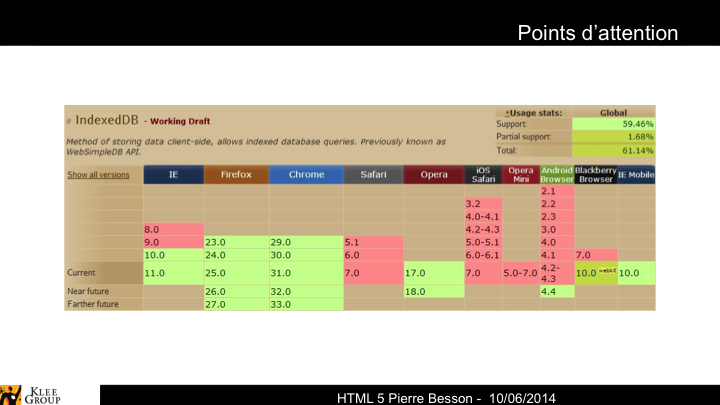 Points d'attention
# IndexedDB - Working Draft
*Usage stats: Global
Support: 59.46%
Partial support: 1.68%
Total: 61.14%
Method of storing data client-side, allows indexed database queries. Previously known as
WebSimpleDB API.
Show all versions IE Firefox Chrome Safari Opera iOS Safari Opera Mini Android Browser Blackberry Browser IE Mobile
2.1
3.2 2.2
4.0-4.1 2.3
8.0 4.2-4.3 3.0
9.0 23.0 29.0 5.1 5.0-5.1 4.0
10.0 24.0 30.0 6.0 6.0-6.1 4.1 7.0
Current 11.0 25.0 31.0 7.0 17.0 7.0 5.0-7.0 4.2-4.3 10.0 webkit 10.0
Near future 26.0 32.0 18.0 4.4
Farther future 27.0 33.0
KLEE
GROUP
HTML 5 Pierre Besson - 10/06/2014